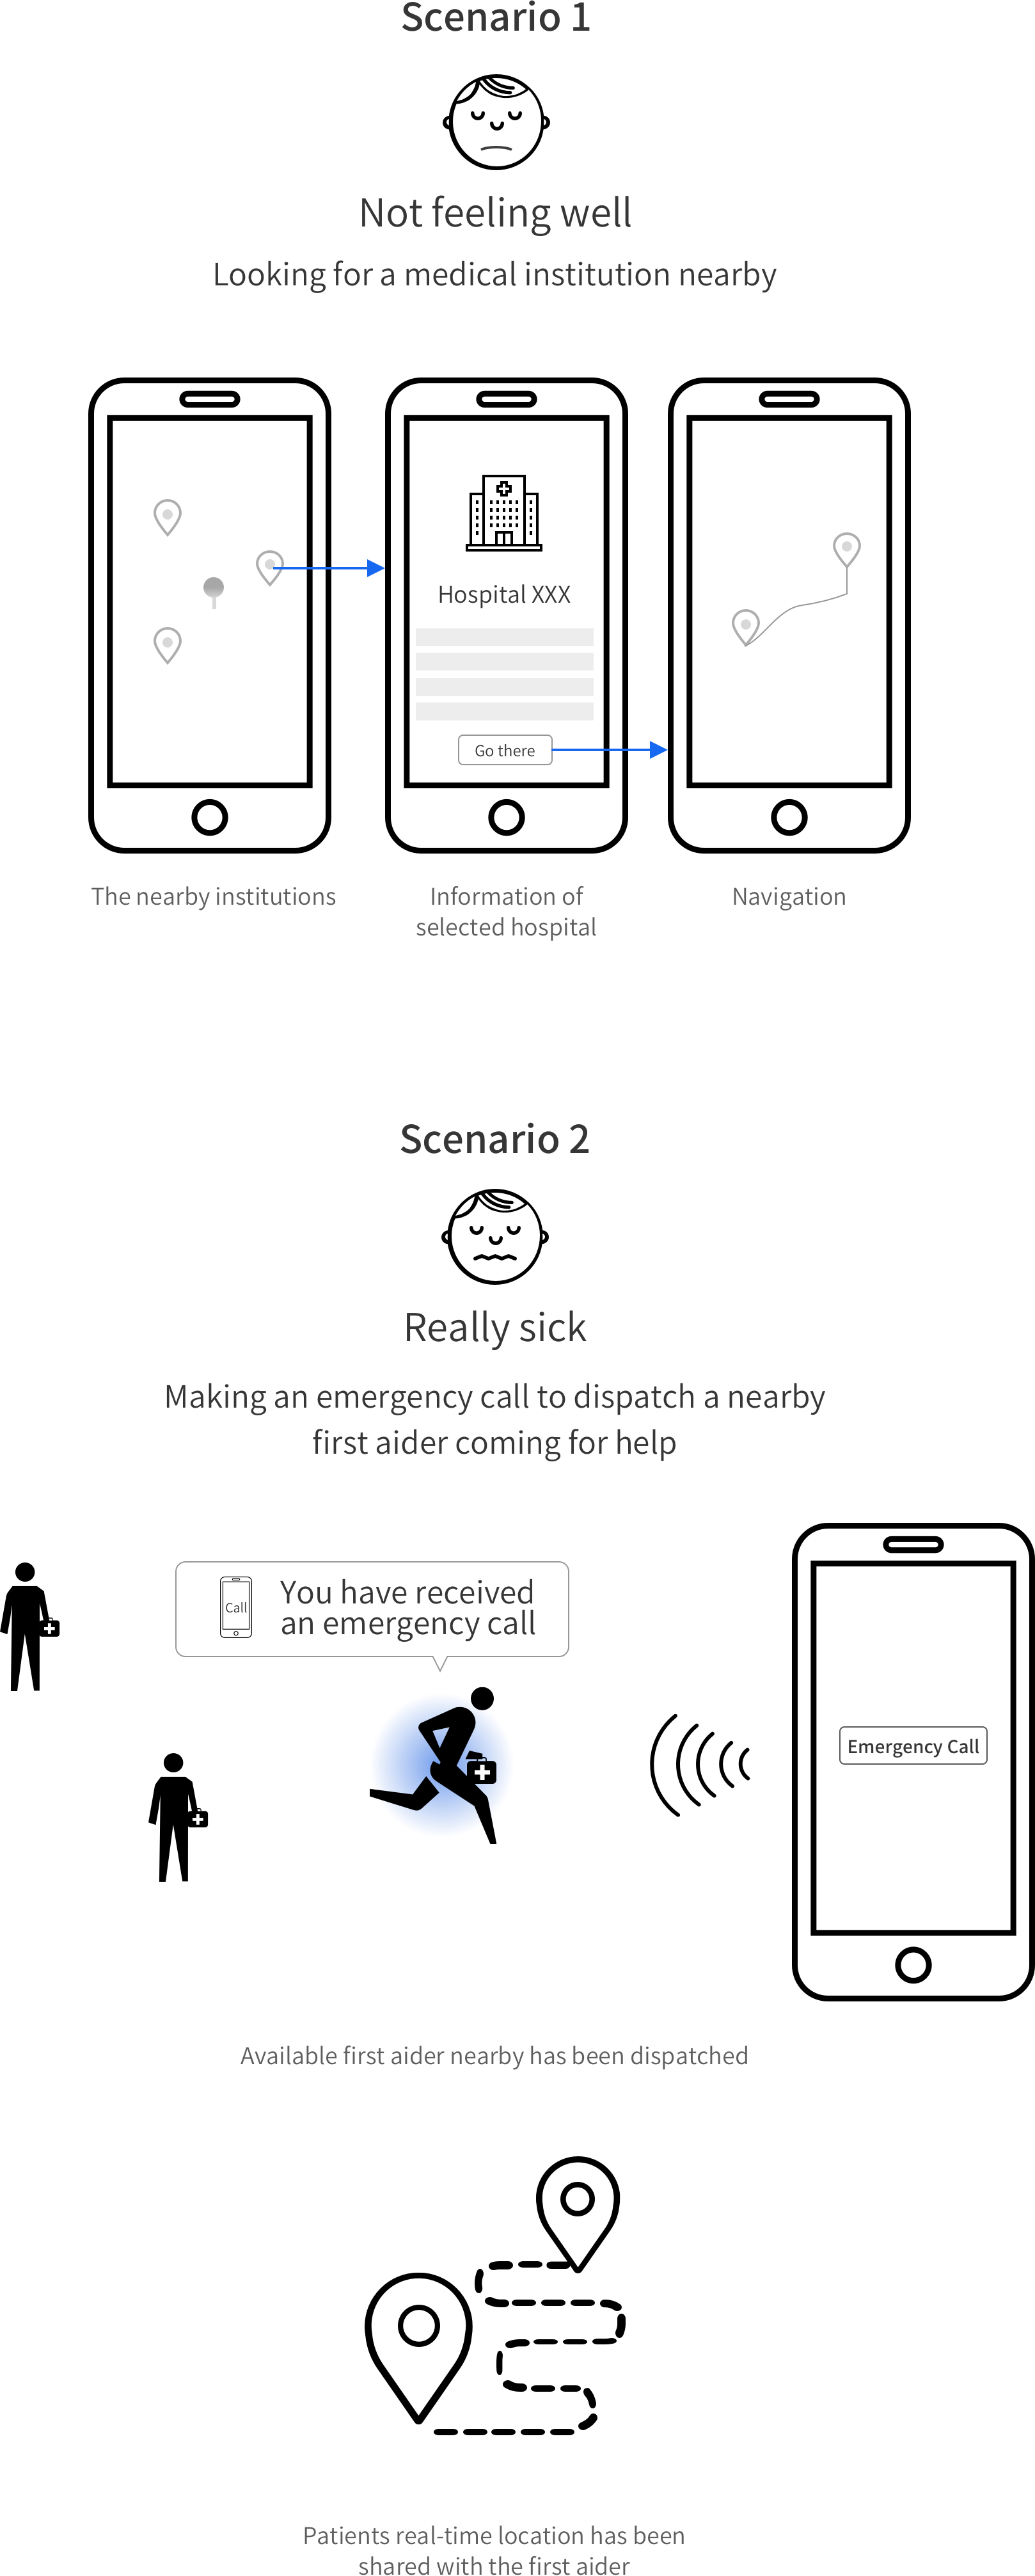 Scenario 1
Not feeling well
Looking for a medical institution nearby
Hospital XXX
Go there
The nearby institutions
Information of
selected hospital
Navigation
Scenario 2
Really sick
Making an emergency call to dispatch a nearby
first aider coming for help
Call
You have received
an emergency call
Emergency Call
Available first aider nearby has been dispatched
Patients real-time location has been
shared with the first aider